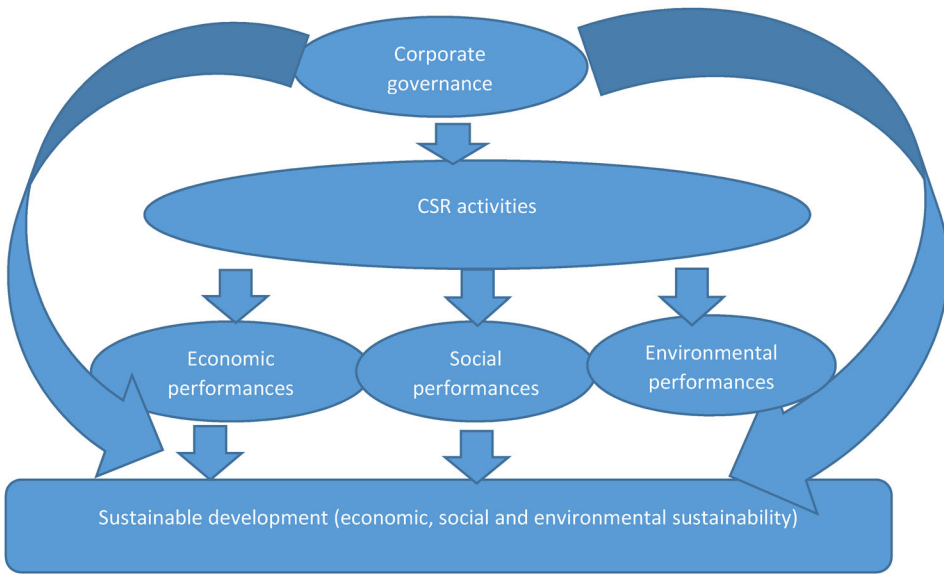 Corporate
governance
CSR activities
Economic
performances
Social
performances
Environmental
performances
Sustainable development (economic, social and environmental sustainability)